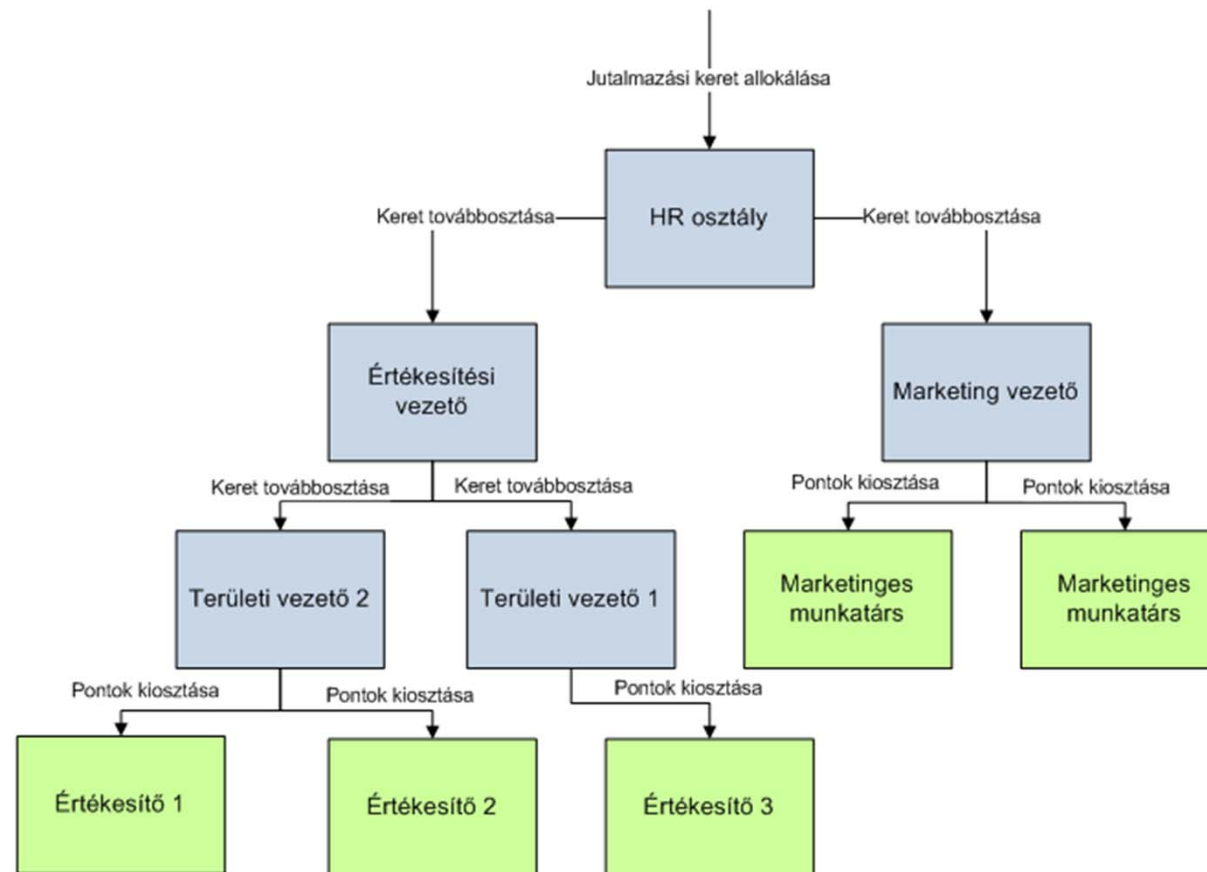 Jutalmazási keret allokálása
HR osztály
Keret továbbosztása
Keret továbbosztása
Értékesítési
vezető
Marketing vezető
Keret továbbosztása
Keret továbbosztása
Pontok kiosztása
Pontok kiosztása
Területi vezető 2
Területi vezető 1
Marketinges
munkatárs
Marketinges
munkatárs
Pontok kiosztása
Pontok kiosztása
Pontok kiosztása
Értékesítő 1
Értékesítő 2
Értékesítő 3